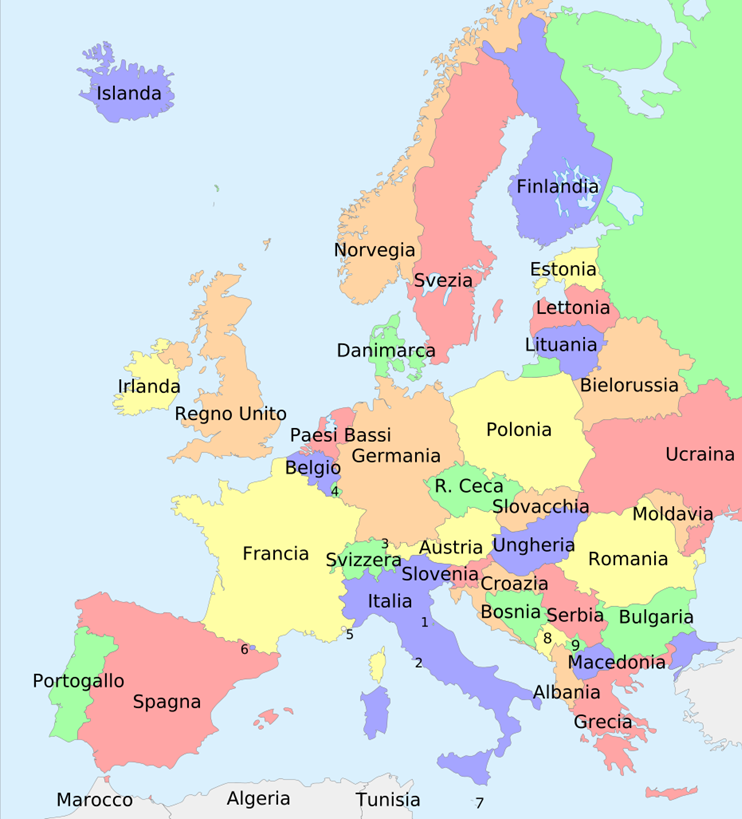 Islanda
Finlandia
Norvegia
Estonia
Svezia
Lettonia
Lituania
Danimarca
Bielorussia
Irlanda
Regno Unito
Polonia
Paesi Bassi
Germania
Ucraina
Belgio
R. Ceca
4
Slovacchia
Moldavia
3
Ungheria
Austria
Francia
Svizzera
Romania
Slovenia
Croazia
Italia
Bosnia
Serbia
Bulgaria
1
5
8
9
6
2
Macedonia
Portogallo
Albania
Spagna
Grecia
Marocco
Algeria
Tunisia
7